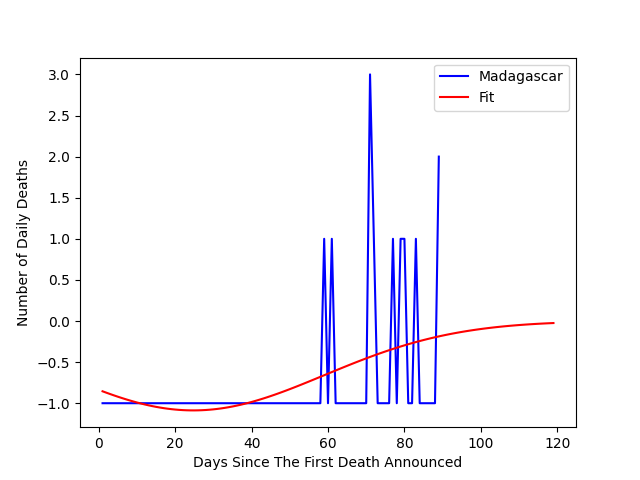 Madagascar
Fit
3.0
2.5
2.0
1.5
1.0
0.5
0.0
−0.5
−1.0
Number of Daily Deaths
0 20 40 60 80 100 120
Days Since The First Death Announced